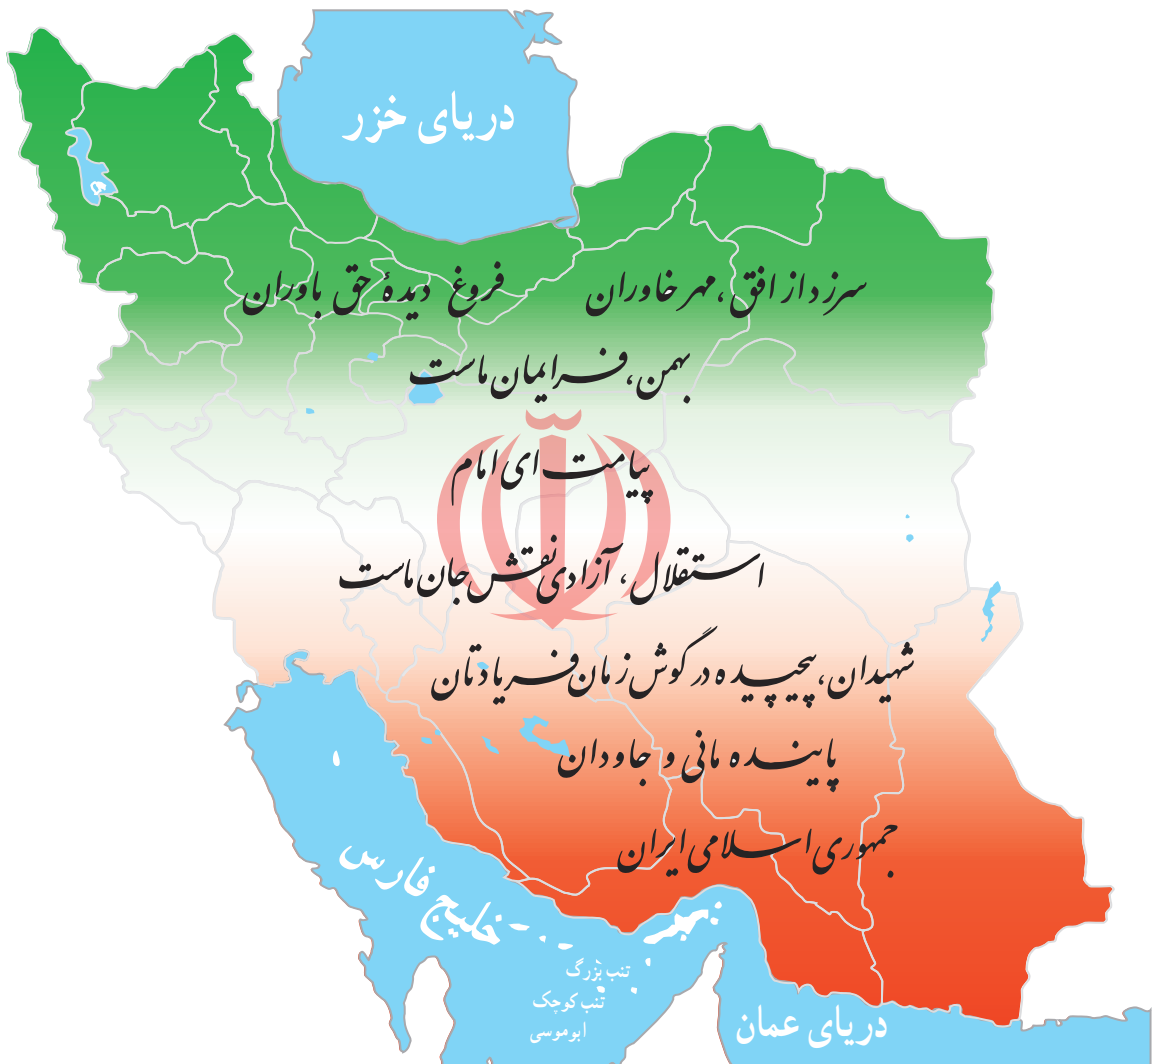 دریای خزر
سرزد از افق، مهر خاوران فروغ دیدهٔ حق باوران
بهمن، فر ایمان ماست
پیامت ای امام
استقلال، آزادی نقش جان ماست
شهیدان، پیچیده در گوش زمان فریادتان
پاینده مانی و جاودان
جمهوری اسلامی ایران
خلیج فارس
تنب بزرگ
تنب کوچک
ابوموسی
دریای عمان